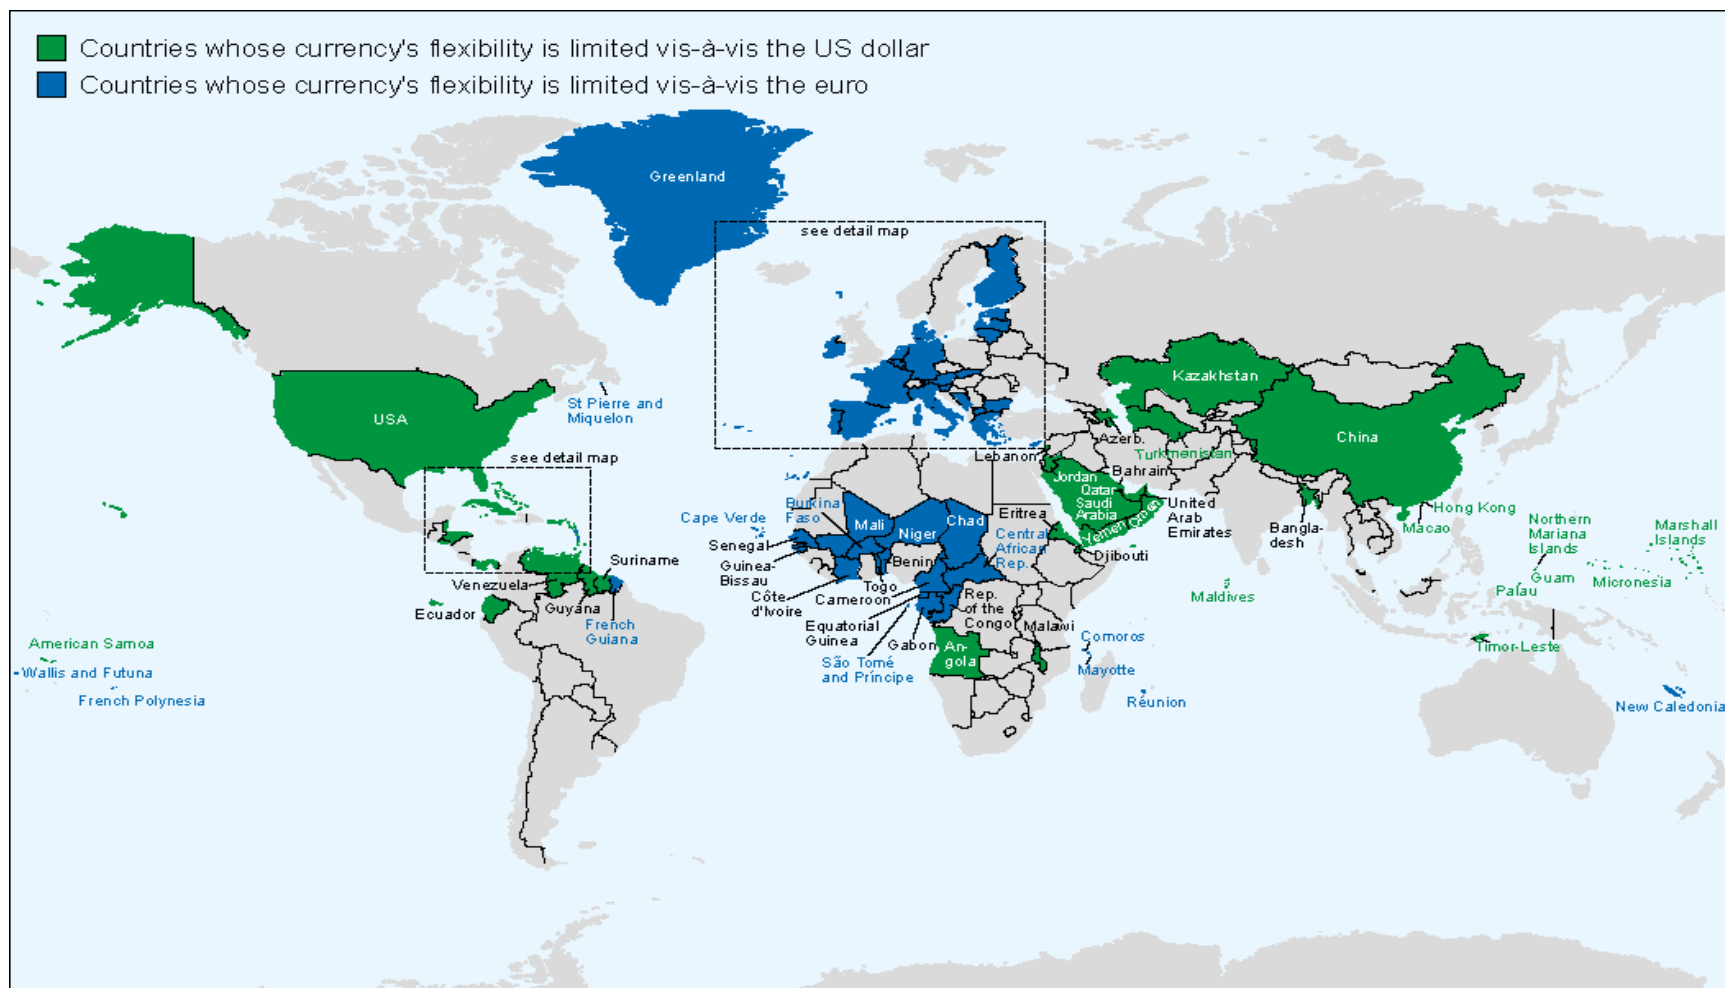 Countries whose currency's flexibility is limited vis-à-vis the US dollar
Countries whose currency's flexibility is limited vis-à-vis the euro
Greenland
see detail map
USA
St Pierre and
Miquelon
see detail map
Kazakhstan
China
Azerb.
Turkmenistan
Lebanon
Bahrain
Jordan
Qatar
Saudi
Arabia
Yemen
Oman
United
Arab
Emirates
Eritrea
Djibouti
Bangla-
desh
Hong Kong
Macao
Northern
Mariana
Islands
Guam
Palau
Marshall
Islands
Micronesia
Maldives
Timor-Leste
New Caledonia
Cape Verde
Burkina
Faso
Mali
Niger
Chad
Central
African
Rep.
Senegal
Guinea-
Bissau
Côte
d'Ivoire
Benin
Togo
Cameroon
Equatorial
Guinea
Gabon
São Tomé
and Príncipe
Rep.
of the
Congo
An-
gola
Malawi
Comoros
Mayotte
Réunion
Suriname
Venezuela
Guyana
Ecuador
French
Guiana
American Samoa
Wallis and Futuna
French Polynesia